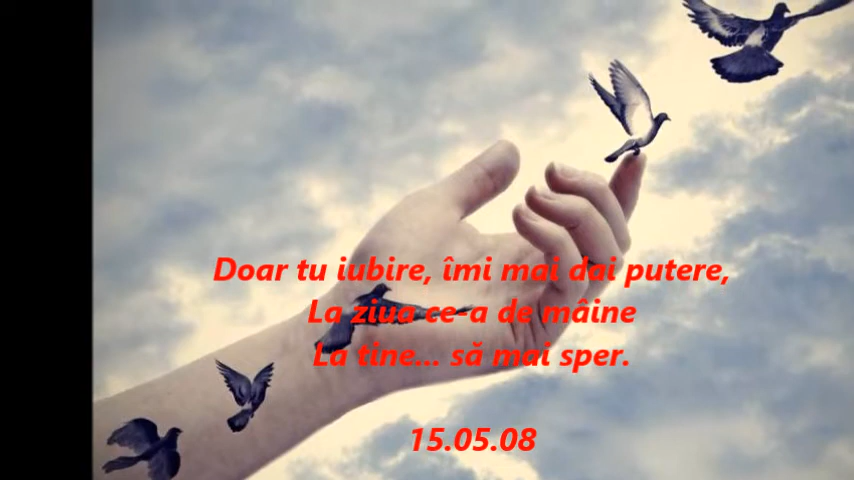 Doar tu iubire, îmi mai dai putere,
La ziua ce-a de mâine
La tine... să mai sper.
15.05.08